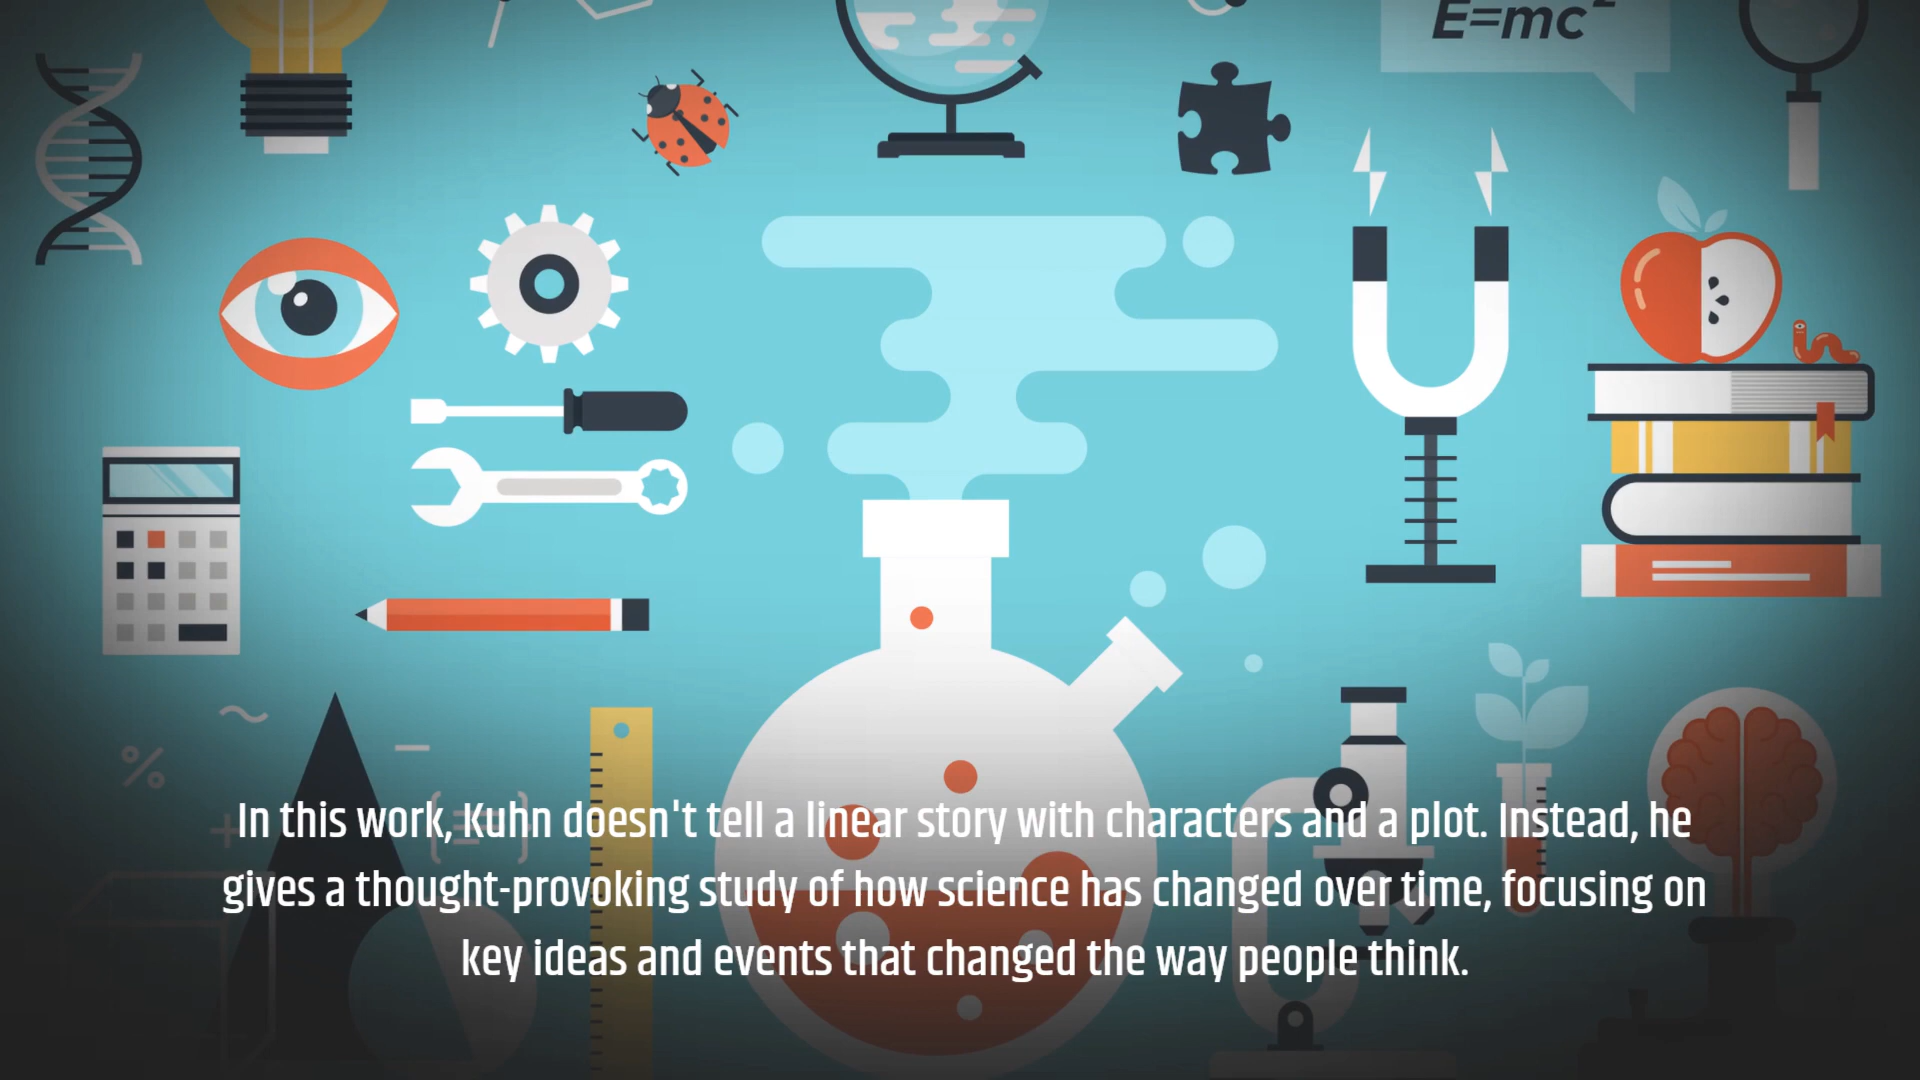 E=mc²
In this work, Kuhn doesn't tell a linear story with characters and a plot. Instead, he
gives a thought-provoking study of how science has changed over time, focusing on
key ideas and events that changed the way people think.